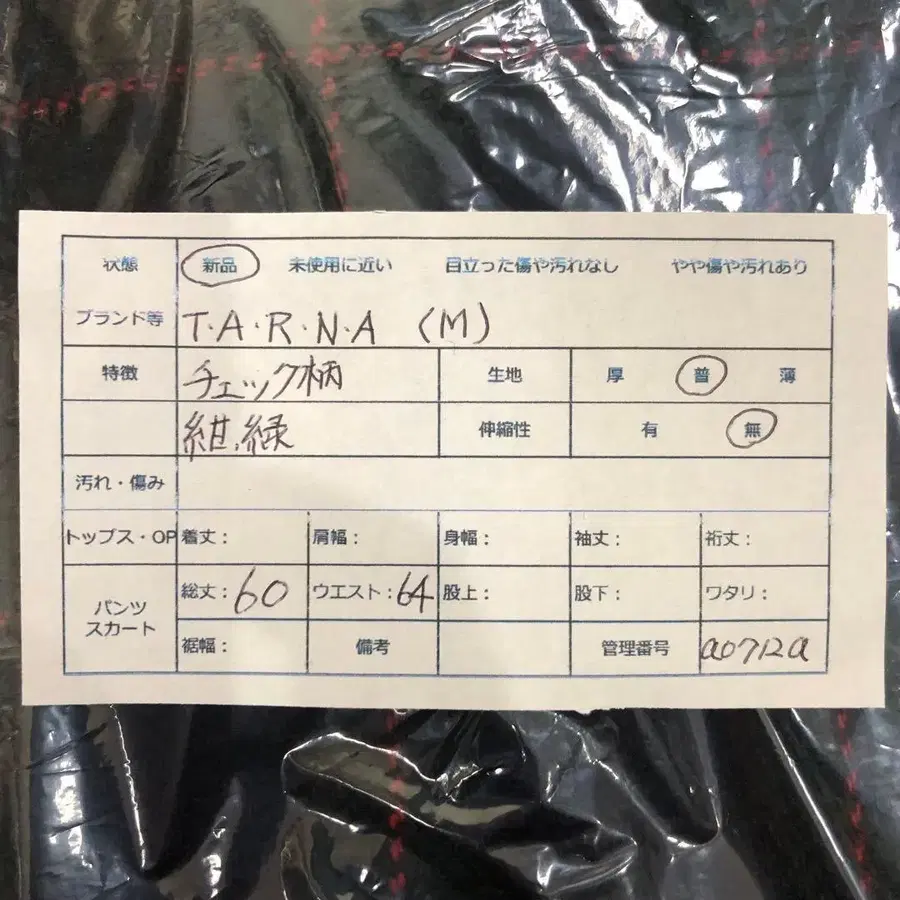 状態 新品 未使用に近い 目立った傷や汚れなし やや傷や汚れあり
ブランド等 T.A.R.N.A (M)
特徴 チェック柄 生地 厚 普 薄
紺.緑 伸縮性 有 無
汚れ・傷み
トップス・OP 着丈: 肩幅: 身幅: 袖丈: 裄丈:
パンツ スカート 総丈:60 ウエスト:64 股上: 股下: ワタリ:
裾幅: 備考 管理番号 a0712a